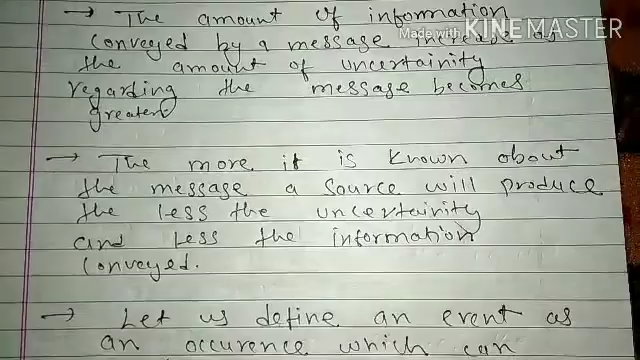 → The amount of information
conveyed by a message increase as
the amount of uncertainity
regarding the message becomes
greater
→ The more it is known about
the message a source will produce
the less the uncertainity
and less the information
conveyed.
→ Let us define an event as
an occurence which can
Made with KINEMASTER